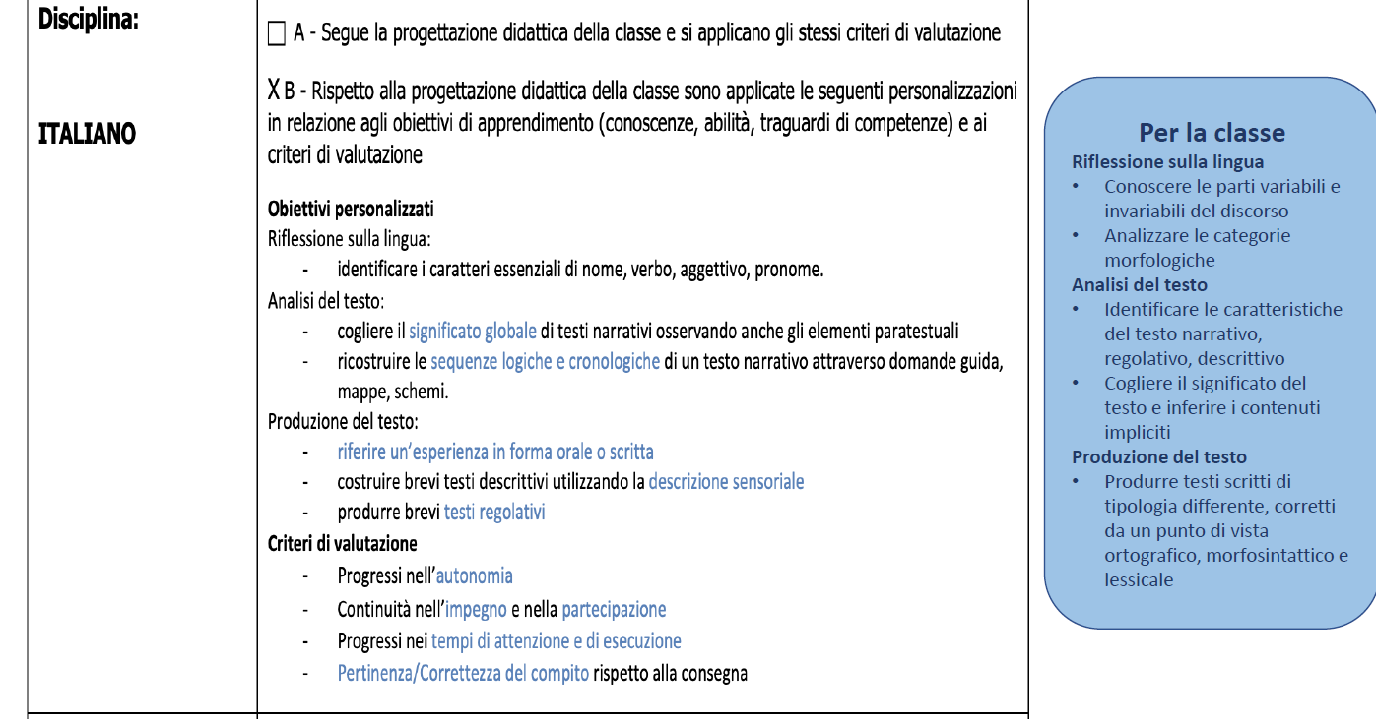 Disciplina:
ITALIANO
☐ A - Segue la progettazione didattica della classe e si applicano gli stessi criteri di valutazione
X B - Rispetto alla progettazione didattica della classe sono applicate le seguenti personalizzazioni
in relazione agli obiettivi di apprendimento (conoscenze, abilità, traguardi di competenze) e ai
criteri di valutazione
Obiettivi personalizzati
Riflessione sulla lingua:
- identificare i caratteri essenziali di nome, verbo, aggettivo, pronome.
Analisi del testo:
- cogliere il significato globale di testi narrativi osservando anche gli elementi paratestuali
- ricostruire le sequenze logiche e cronologiche di un testo narrativo attraverso domande guida,
mappe, schemi.
Produzione del testo:
- riferire un'esperienza in forma orale o scritta
- costruire brevi testi descrittivi utilizzando la descrizione sensoriale
- produrre brevi testi regolativi
Criteri di valutazione
- Progressi nell'autonomia
- Continuità nell'impegno e nella partecipazione
- Progressi nei tempi di attenzione e di esecuzione
- Pertinenza/Correttezza del compito rispetto alla consegna
Per la classe
Riflessione sulla lingua
• Conoscere le parti variabili e
invariabili del discorso
• Analizzare le categorie
morfologiche
Analisi del testo
• Identificare le caratteristiche
del testo narrativo,
regolativo, descrittivo
• Cogliere il significato del
testo e inferire i contenuti
impliciti
Produzione del testo
• Produrre testi scritti di
tipologia differente, corretti
da un punto di vista
ortografico, morfosintattico e
lessicale